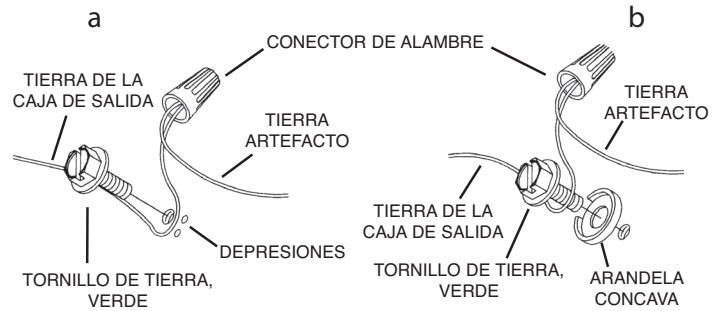 a
b
CONECTOR DE ALAMBRE
TIERRA DE LA
CAJA DE SALIDA
TIERRA
ARTEFACTO
DEPRESIONES
TORNILLO DE TIERRA,
VERDE
TIERRA
ARTEFACTO
TIERRA DE LA
CAJA DE SALIDA
TORNILLO DE TIERRA,
VERDE
ARANDELA
CONCAVA